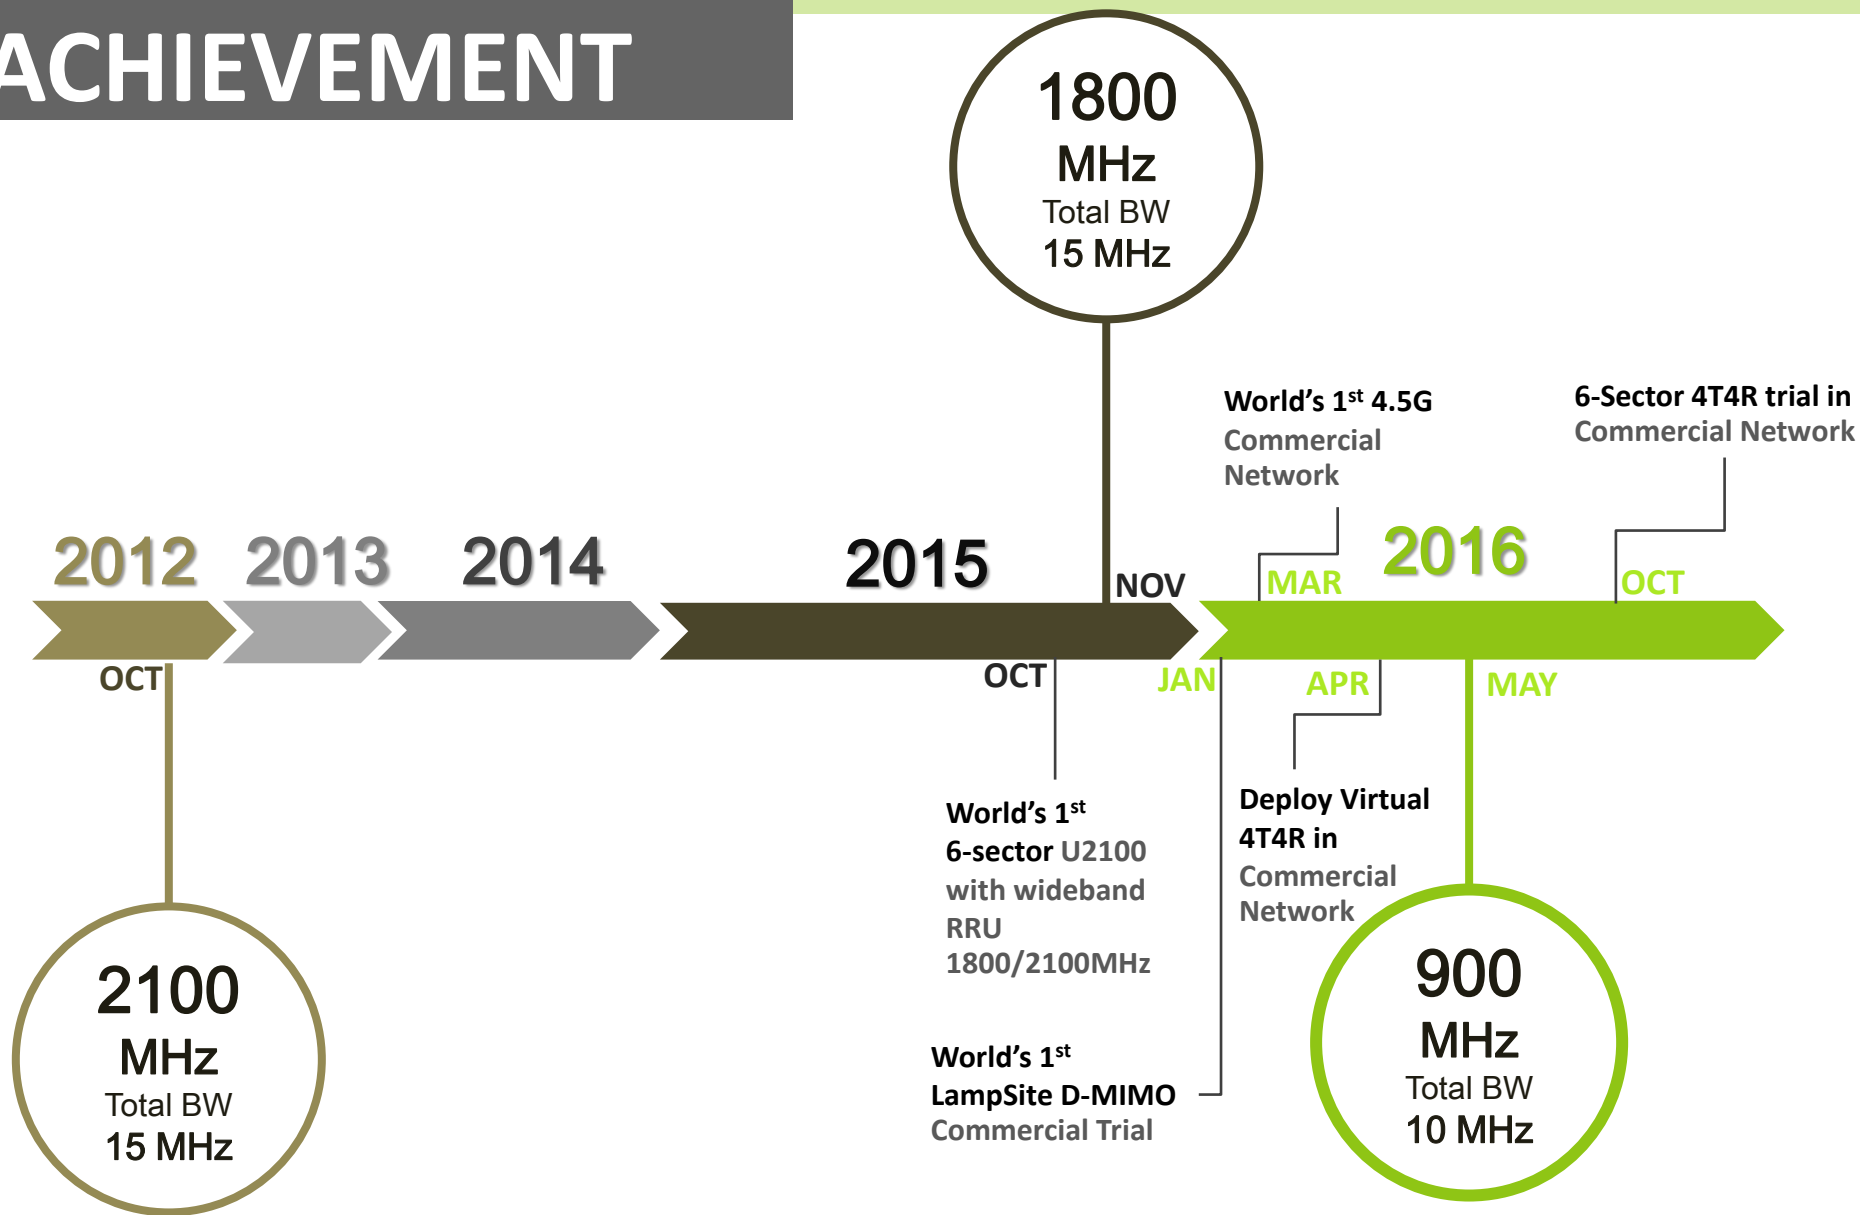 ACHIEVEMENT
1800
MHz
Total BW
15 MHz
World’s 1st 4.5G
Commercial
Network
6-Sector 4T4R trial in
Commercial Network
2012
2013
2014
2015
2016
NOV
MAR
OCT
OCT
OCT
JAN
APR
MAY
World’s 1st
6-sector U2100
with wideband
RRU
1800/2100MHz
Deploy Virtual
4T4R in
Commercial
Network
World’s 1st
LampSite D-MIMO
Commercial Trial
2100
MHz
Total BW
15 MHz
900
MHz
Total BW
10 MHz